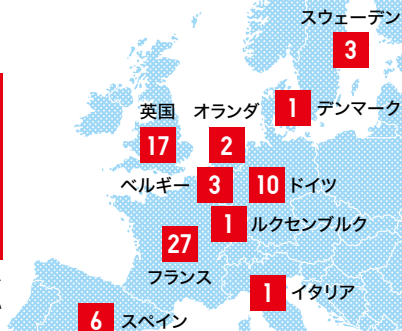 スウェーデン
3
英国 オランダ 1 デンマーク
17 2
ベルギー 3 10 ドイツ
1 ルクセンブルク
27
フランス
1 イタリア
6 スペイン